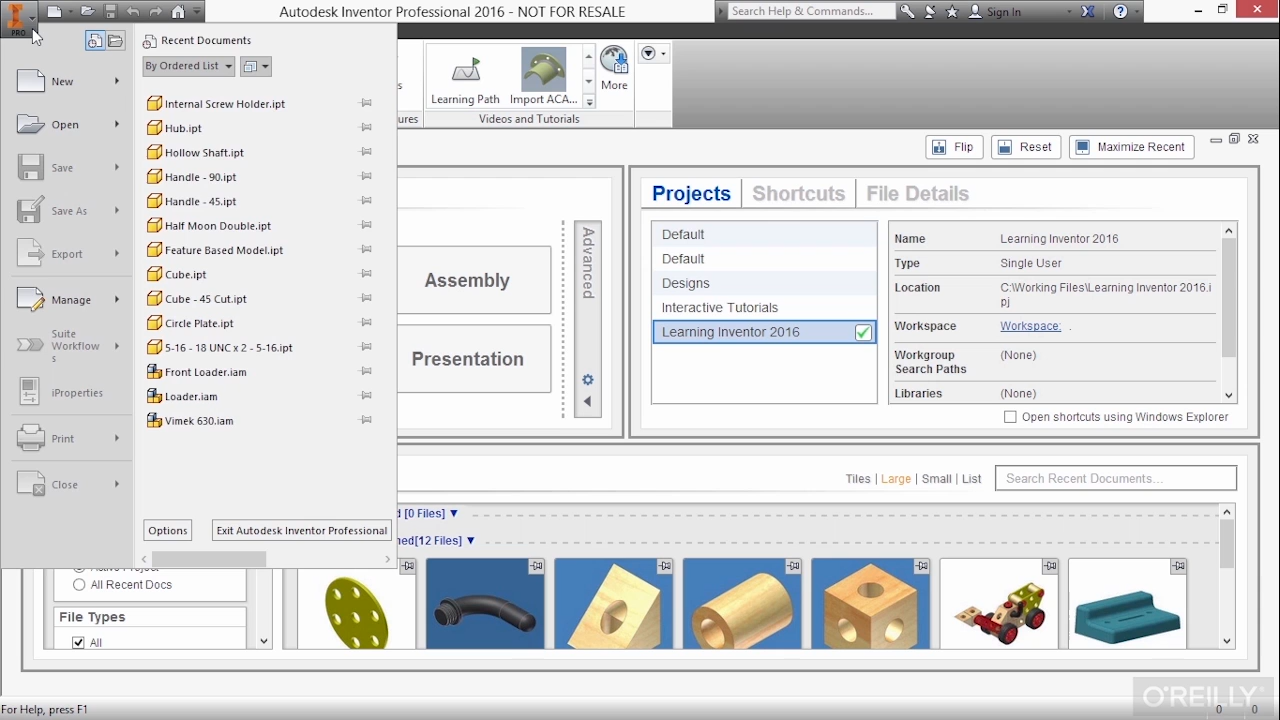 Autodesk Inventor Professional 2016 - NOT FOR RESALE
Search Help & Commands...
Sign In
PRO
Recent Documents
By Ordered List
New
Open
Save
Save As
Export
Manage
Suite
Workflow
s
iProperties
Print
Close
Internal Screw Holder.ipt
Hub.ipt
Hollow Shaft.ipt
Handle - 90.ipt
Handle - 45.ipt
Half Moon Double.ipt
Feature Based Model.ipt
Cube.ipt
Cube - 45 Cut.ipt
Circle Plate.ipt
5-16 - 18 UNC x 2 - 5-16.ipt
Front Loader.iam
Loader.iam
Vimek 630.iam
Options
Exit Autodesk Inventor Professional
s
Learning Path
Import ACA...
More
ures
Videos and Tutorials
Flip
Reset
Maximize Recent
Assembly
Presentation
Advanced
Projects
Shortcuts
File Details
Default
Default
Designs
Interactive Tutorials
Learning Inventor 2016
Name Learning Inventor 2016
Type Single User
Location C:\Working Files\Learning Inventor 2016.i
pj
Workspace Workspace: .
Workgroup (None)
Search Paths
Libraries (None)
Open shortcuts using Windows Explorer
Tiles | Large | Small | List
Search Recent Documents...
d [0 Files]
ned[12 Files]
Active Project
All Recent Docs
File Types
All
For Help, press F1
O'REILLY
0 0